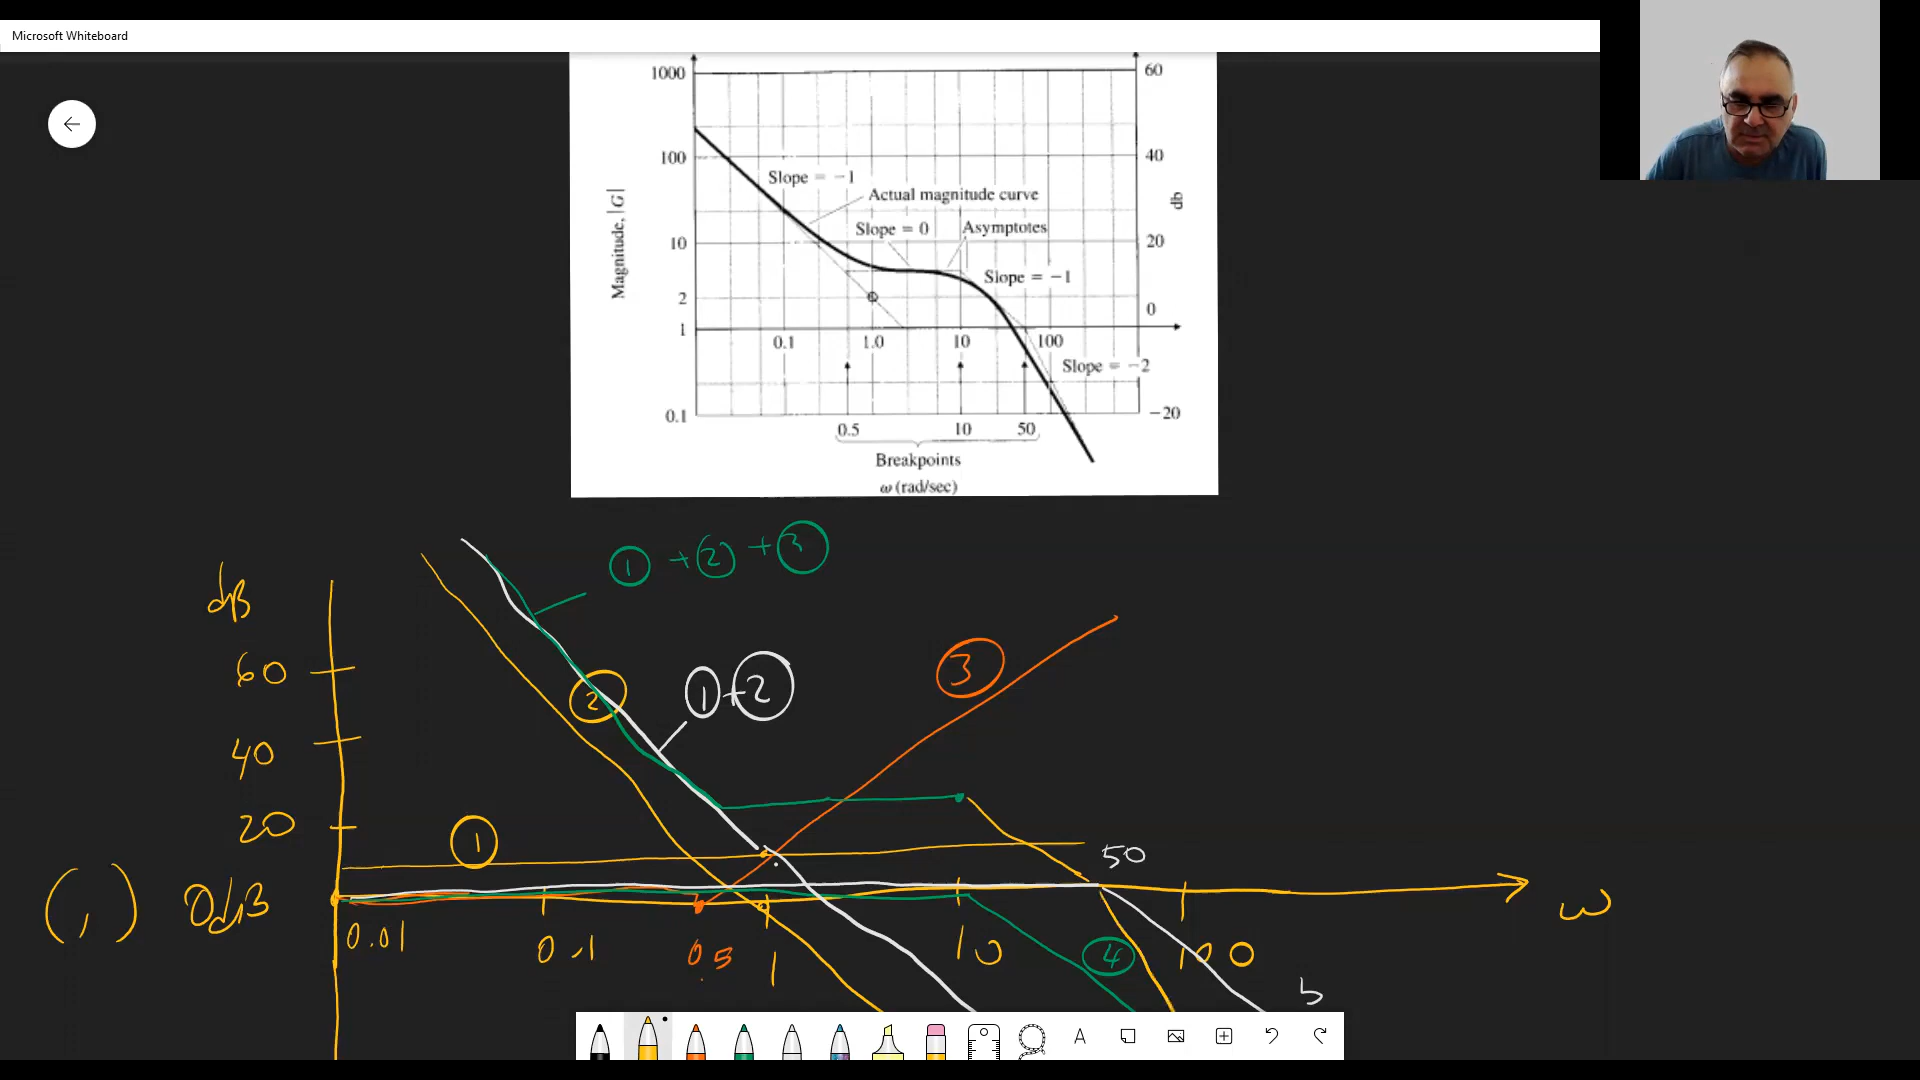 Microsoft Whiteboard
1000
60
100
40
Slope = −1
Actual magnitude curve
Slope = 0
Asymptotes
Magnitude, |G|
db
10
20
Slope = −1
2
0
1
0.1
1.0
10
100
Slope = −2
0.1
−20
0.5
10
50
Breakpoints
ω (rad/sec)
1 + 2 + 3
dB
60
2
1+2
3
40
20
1
50
( , ) 0dB
ω
0.01
0.1
0.5
1
10
4
100
5
A